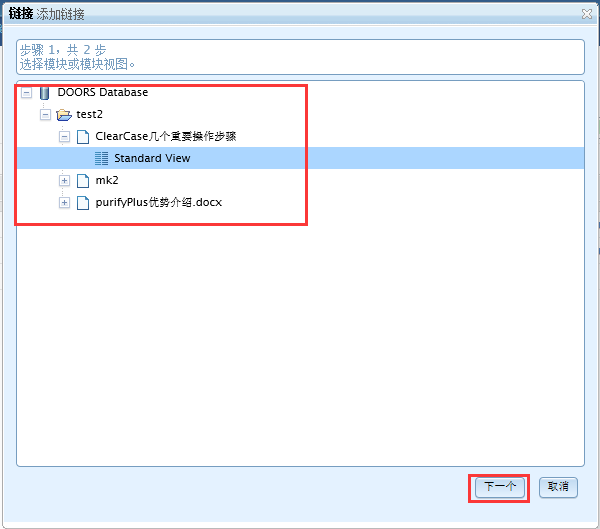 链接 添加链接
步骤 1，共 2 步
选择模块或模块视图。
DOORS Database
test2
ClearCase几个重要操作步骤
Standard View
mk2
purifyPlus优势介绍.docx
下一个 取消